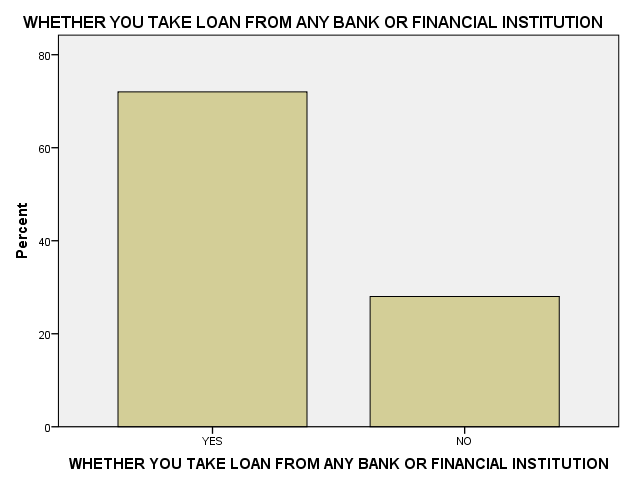 WHETHER YOU TAKE LOAN FROM ANY BANK OR FINANCIAL INSTITUTION
80
60
40
20
0
Percent
YES NO
WHETHER YOU TAKE LOAN FROM ANY BANK OR FINANCIAL INSTITUTION